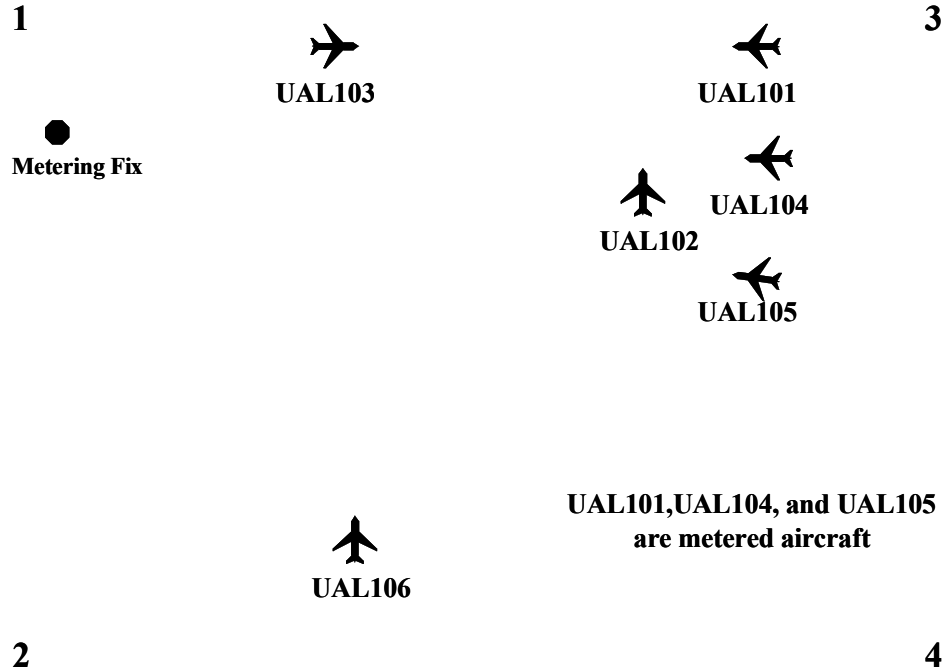 1
3
UAL103
UAL101
Metering Fix
UAL104
UAL102
UAL105
UAL101,UAL104, and UAL105
are metered aircraft
UAL106
2
4